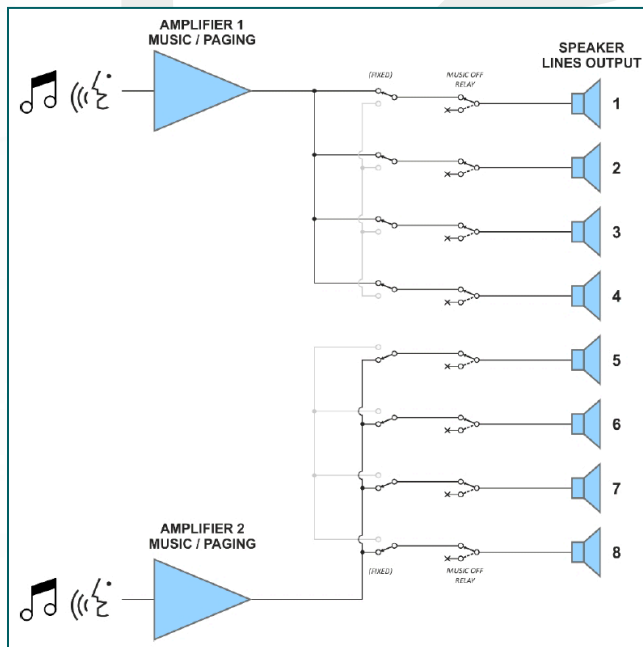 AMPLIFIER 1
MUSIC / PAGING
SPEAKER
LINES OUTPUT
(FIXED)
MUSIC OFF
RELAY
1
2
3
4
5
6
7
8
AMPLIFIER 2
MUSIC / PAGING
(FIXED)
MUSIC OFF
RELAY